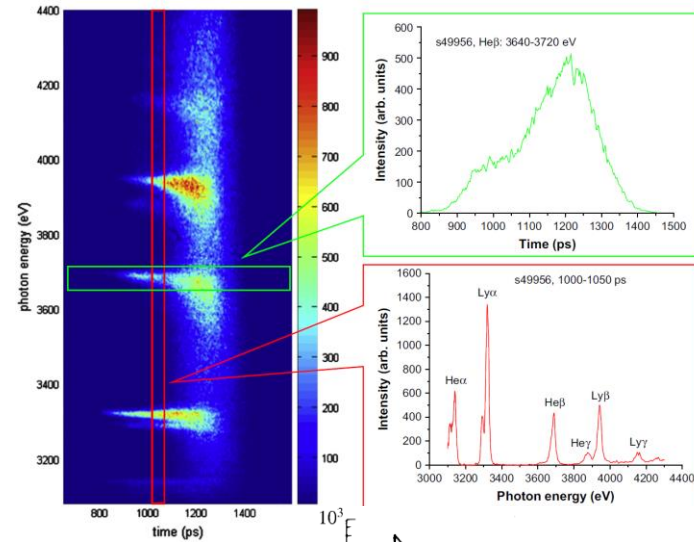 4400
4200
4000
3800
3600
3400
3200
photon energy (eV)
800 1000 1200 1400
time (ps)
900
800
700
600
500
400
300
200
100
s49956, Heβ: 3640-3720 eV
600
500
400
300
200
100
0
Intensity (arb. units)
800 900 1000 1100 1200 1300 1400 1500
Time (ps)
s49956, 1000-1050 ps
1600
1400
1200
1000
800
600
400
200
0
Intensity (arb. units)
Heα
Lyα
Heβ
Heγ
Lyβ
Lyγ
3000 3200 3400 3600 3800 4000 4200 4400
Photon energy (eV)
10³